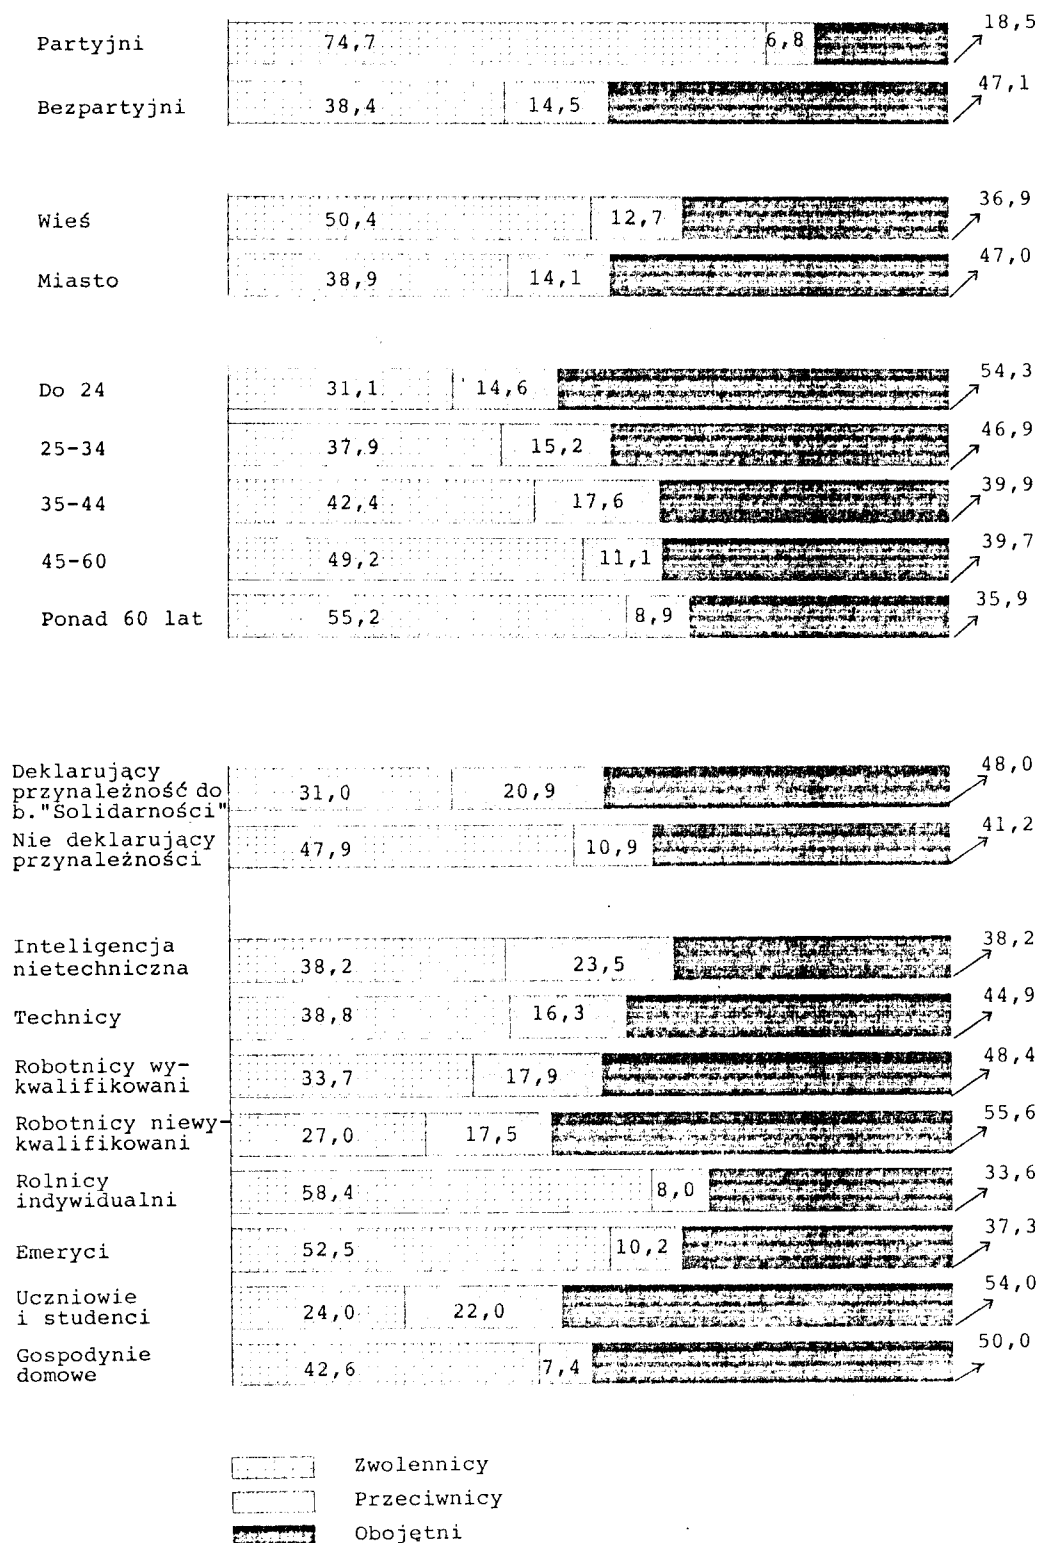 Partyjni 74,7 6,8 18,5
Bezpartyjni 38,4 14,5 47,1
Wieś 50,4 12,7 36,9
Miasto 38,9 14,1 47,0
Do 24 31,1 14,6 54,3
25-34 37,9 15,2 46,9
35-44 42,4 17,6 39,9
45-60 49,2 11,1 39,7
Ponad 60 lat 55,2 8,9 35,9
Deklarujący
przynależność do 31,0 20,9 48,0
b."Solidarności"
Nie deklarujący
przynależności 47,9 10,9 41,2
Inteligencja
nietechniczna 38,2 23,5 38,2
Technicy 38,8 16,3 44,9
Robotnicy wy-
kwalifikowani 33,7 17,9 48,4
Robotnicy niewy-
kwalifikowani 27,0 17,5 55,6
Rolnicy
indywidualni 58,4 8,0 33,6
Emeryci 52,5 10,2 37,3
Uczniowie
i studenci 24,0 22,0 54,0
Gospodynie
domowe 42,6 7,4 50,0
Zwolennicy
Przeciwnicy
Obojętni